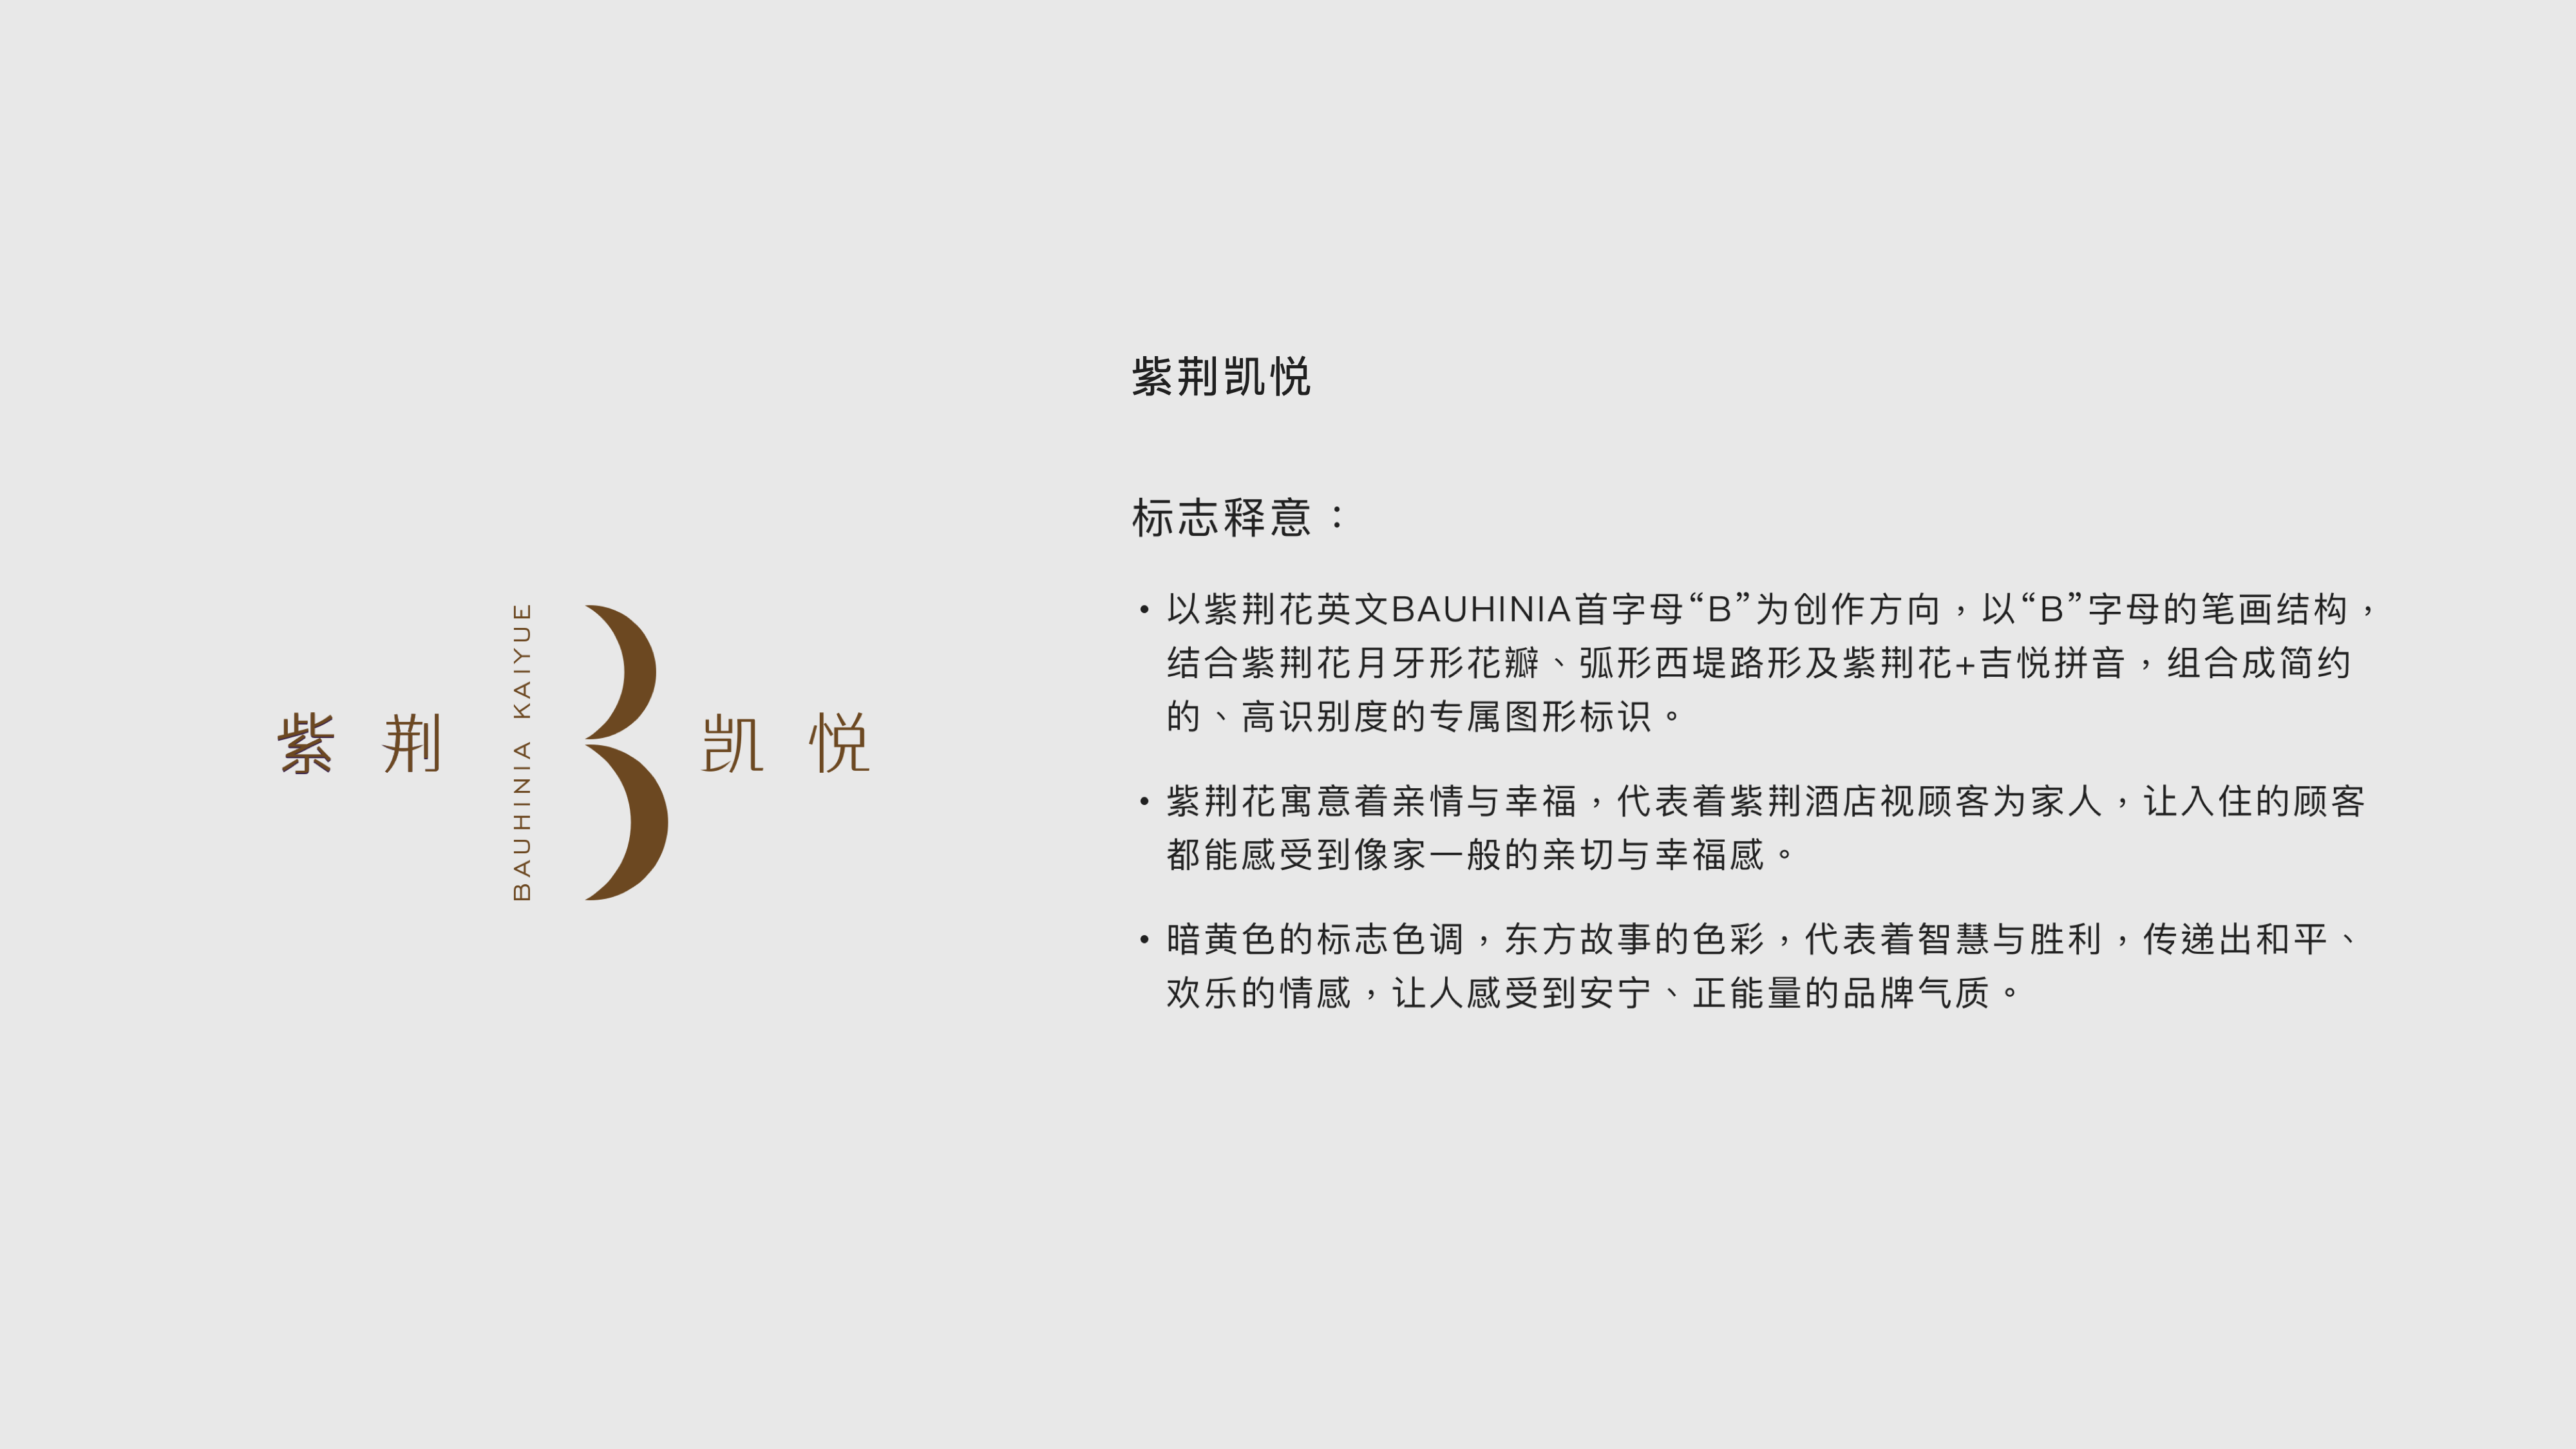 紫荆
BAUHINIA KAIYUE
凯悦
紫荆凯悦
标志释意：
• 以紫荆花英文BAUHINIA首字母“B”为创作方向，以“B”字母的笔画结构，
结合紫荆花月牙形花瓣、弧形西堤路形及紫荆花+吉悦拼音，组合成简约
的、高识别度的专属图形标识。
• 紫荆花寓意着亲情与幸福，代表着紫荆酒店视顾客为家人，让入住的顾客
都能感受到像家一般的亲切与幸福感。
• 暗黄色的标志色调，东方故事的色彩，代表着智慧与胜利，传递出和平、
欢乐的情感，让人感受到安宁、正能量的品牌气质。